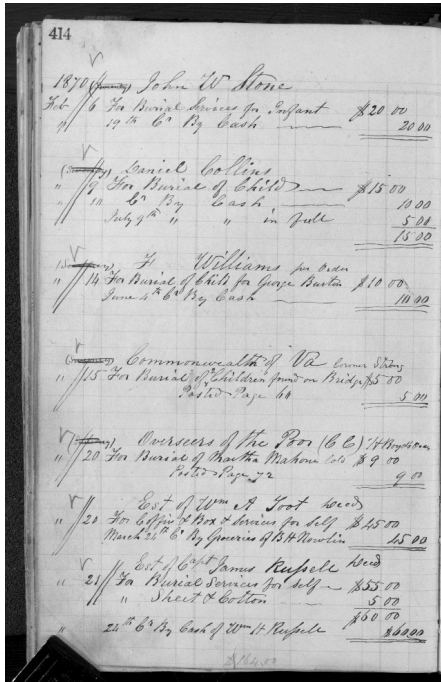 414
1870 John W Stone
Feb 6 For Burial Services for Infant $20 00
" 19th Cr By Cash 20 00
Daniel Collins
" 9 For Burial of Child $15 00
" 10 Cr By Cash 10 00
July 9th " " in full 5 00
15 00
Williams per Order
" 14 For Burial of Child for George Burton $10 00
June 4th Cr By Cash 10 00
Commonwealth of Va
" 15 For Burial of Children found on Bridge $5 00
Posted Page 60
5 00
Overseers of the Poor (C C)
" 20 For Burial of Martha Mahone Cold $9 00
Posted Page 72
9 00
Est of Wm A Toot Decd
" 20 For Coffin & Box & Services for Self $45 00
March 26th Cr By Groceries of B H Nowlin 45 00
Est of Capt James Russell Decd
" 21 For Burial Services for self $55 00
" Sheet & Cotton 5 00
$60 00
" 24th Cr By Cash of Wm H Russell $60 00
$164.00